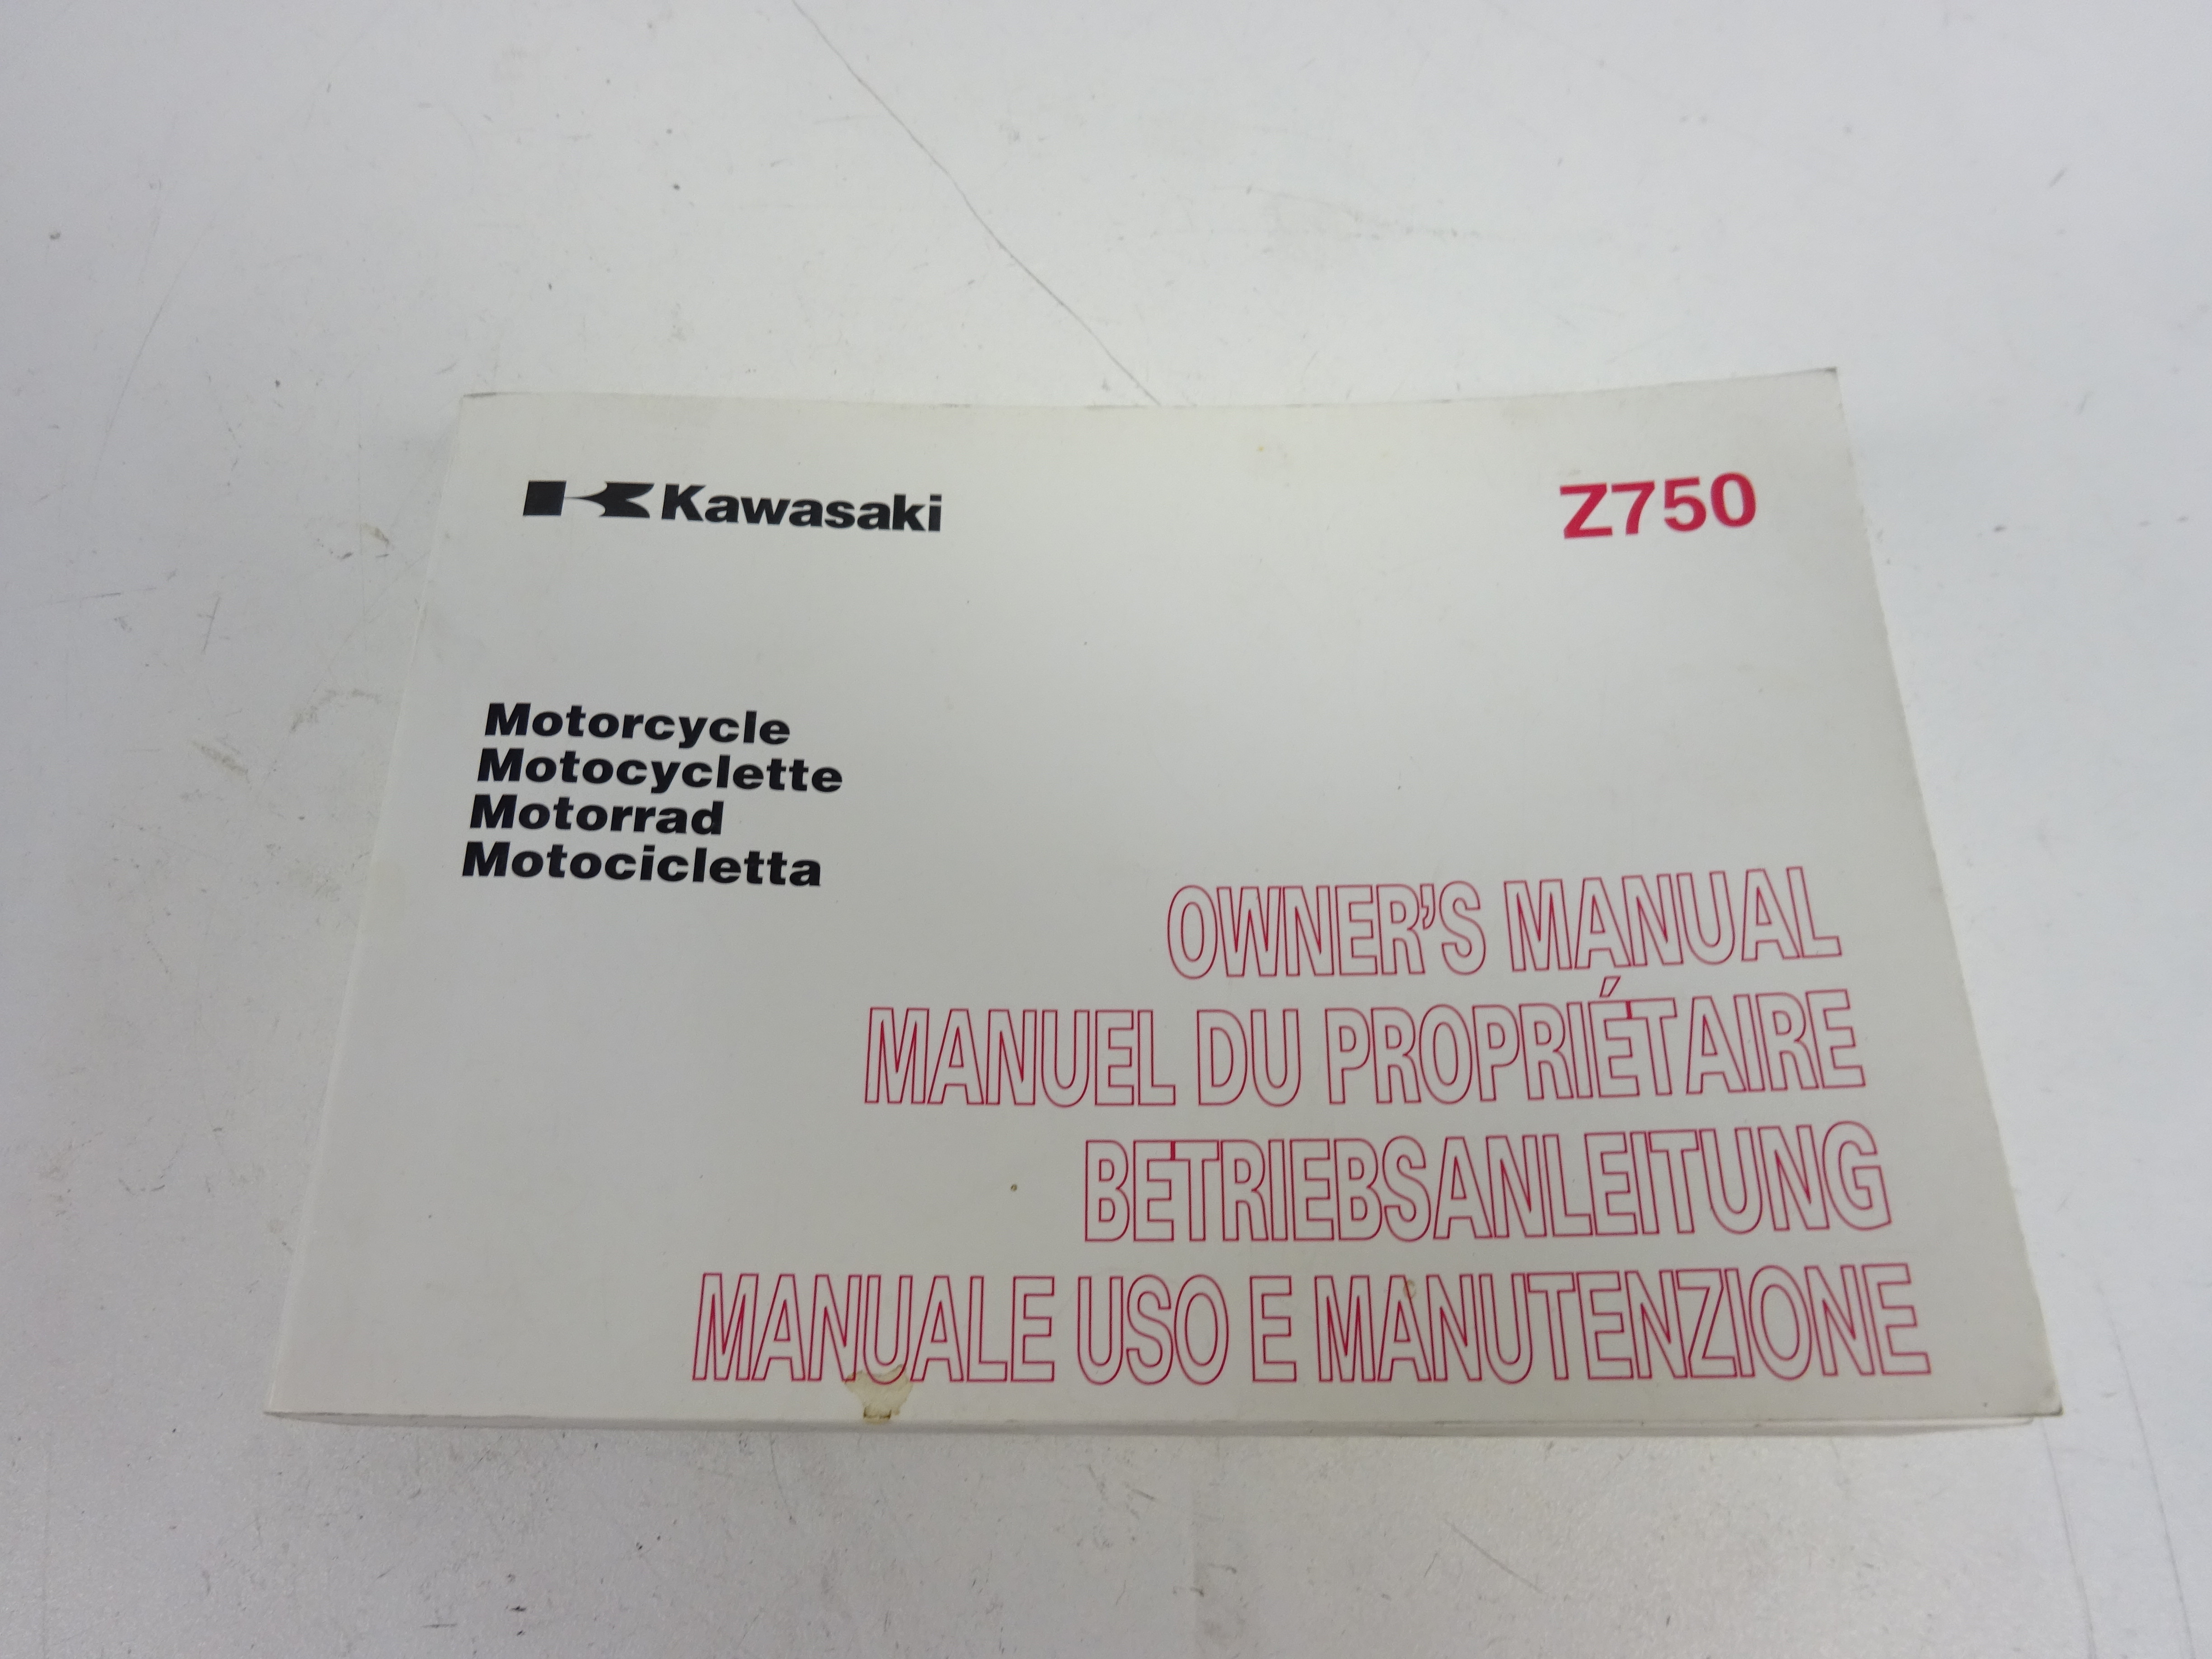 Kawasaki
Z750
Motorcycle
Motocyclette
Motorrad
Motocicletta
OWNER'S MANUAL
MANUEL DU PROPRIÉTAIRE
BETRIEBSANLEITUNG
MANUALE USO E MANUTENZIONE